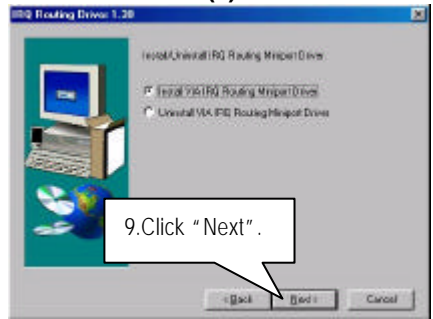 IRQ Routing Driver 1.30
Install/Uninstall IRQ Routing Miniport Driver.
Install VIA IRQ Routing Miniport Driver
Uninstall VIA IRQ Routing Miniport Driver
9.Click “Next”.
< Back
Next >
Cancel